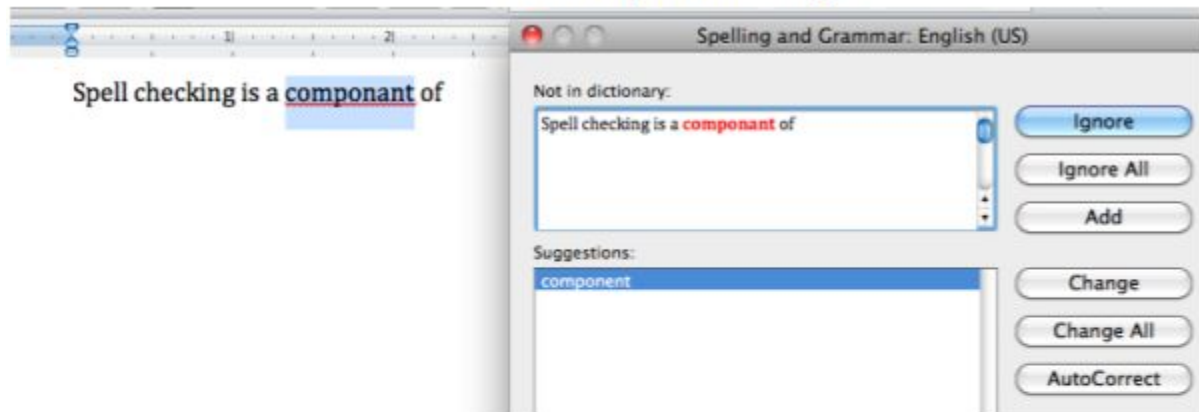 1
2
Spelling and Grammar: English (US)
Spell checking is a componant of
Not in dictionary:
Spell checking is a componant of
Ignore
Ignore All
Add
Suggestions:
component
Change
Change All
AutoCorrect